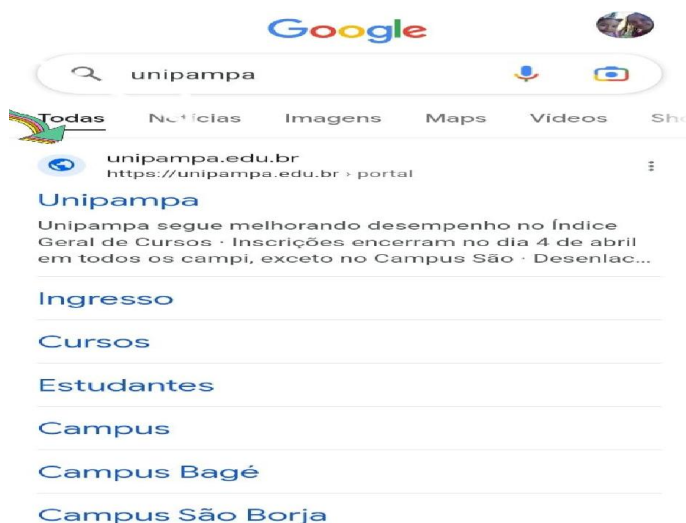 Google
unipampa
Todas Notícias Imagens Maps Vídeos Sh
unipampa.edu.br
https://unipampa.edu.br › portal
Unipampa
Unipampa segue melhorando desempenho no Índice
Geral de Cursos · Inscrições encerram no dia 4 de abril
em todos os campi, exceto no Campus São · Desenlac...
Ingresso
Cursos
Estudantes
Campus
Campus Bagé
Campus São Borja